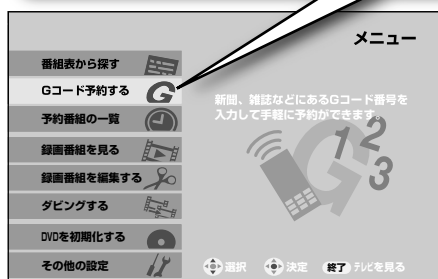 メニュー
番組表から探す
Gコード予約する
G
予約番組の一覧
録画番組を見る
録画番組を編集する
ダビングする
DVDを初期化する
その他の設定
新聞、雑誌などにあるGコード番号を
入力して手軽に予約ができます。
G123
選択 決定 終了 テレビを見る